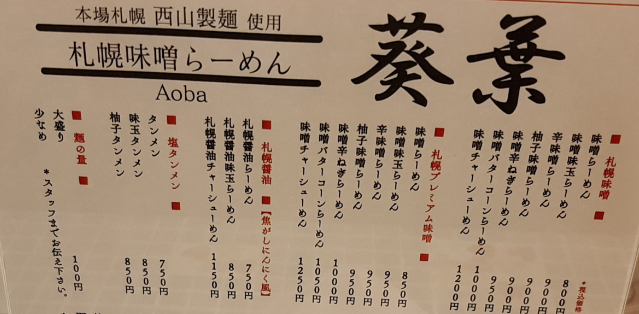 本場札幌 西山製麺 使用
札幌味噌らーめん
Aoba
葵葉
*税込価格
■ 札幌味噌 ■
味噌らーめん 800円
味噌味玉らーめん 900円
辛味噌らーめん 900円
柚子味噌らーめん 900円
味噌辛ねぎらーめん 950円
味噌バターコーンらーめん 1000円
味噌チャーシューめん 1200円
■ 札幌プレミアム味噌 ■
味噌らーめん 850円
味噌味玉らーめん 950円
辛味噌らーめん 950円
柚子味噌らーめん 950円
味噌辛ねぎらーめん 1000円
味噌バターコーンらーめん 1050円
味噌チャーシューめん 1250円
■ 札幌醤油 ■【焦がしにんにく風】
札幌醤油らーめん 750円
札幌醤油味玉らーめん 850円
札幌醤油チャーシューめん 1150円
■ 塩タンメン ■
タンメン 750円
味玉タンメン 850円
柚子タンメン 850円
■ 麺の量 ■
大盛り 100円
少なめ *スタッフまでお伝え下さい。